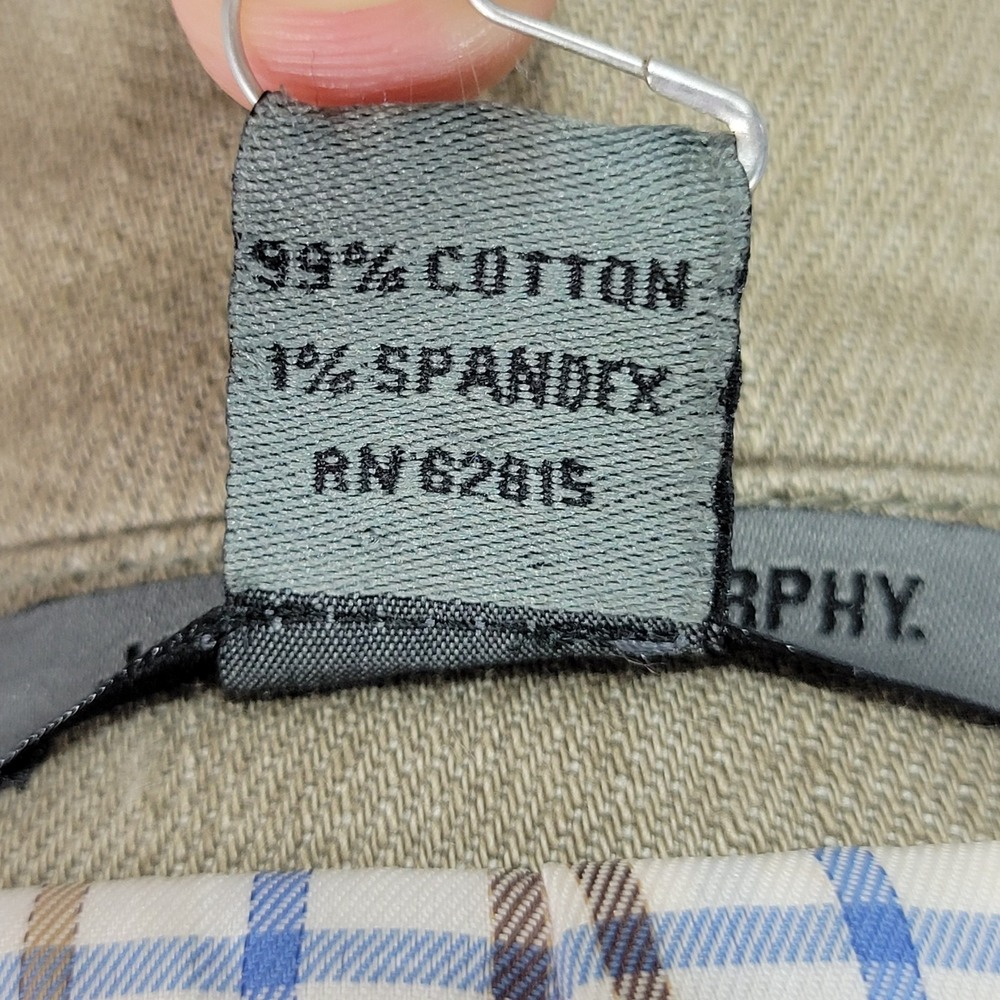 99% COTTON
1% SPANDEX
RN 62815
RPHY.